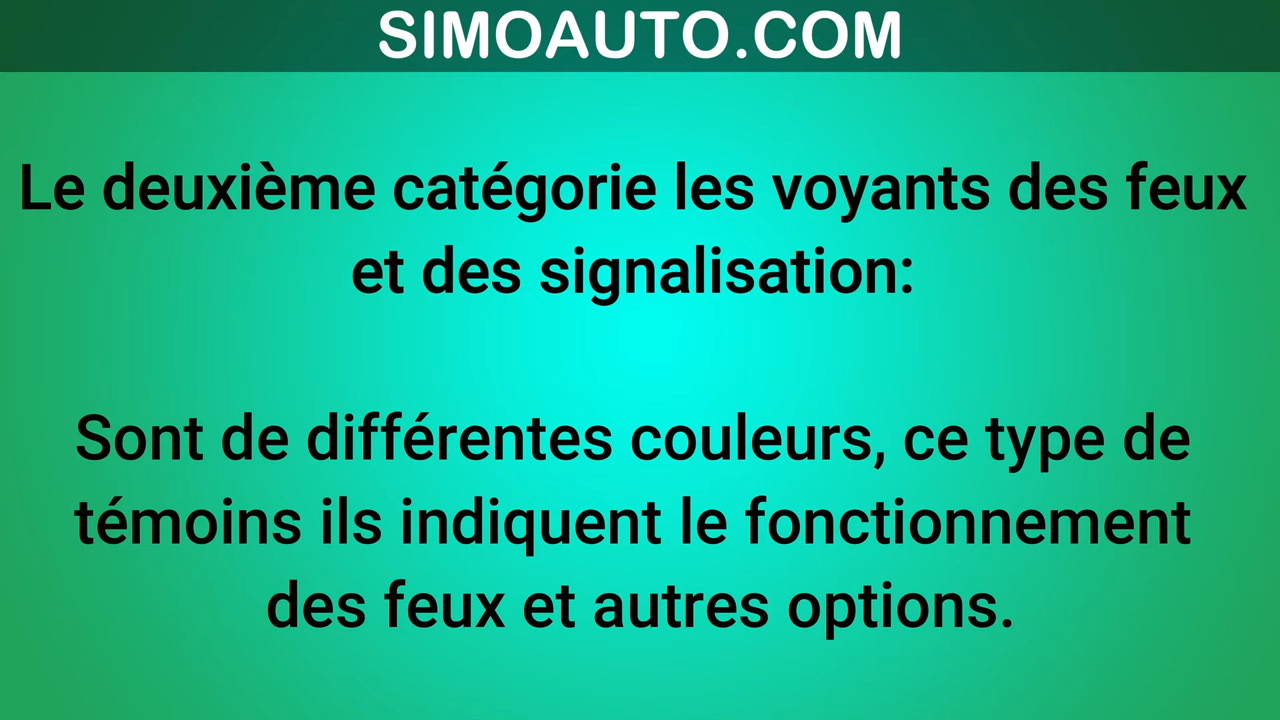 SIMOAUTO.COM
Le deuxième catégorie les voyants des feux
et des signalisation:
Sont de différentes couleurs, ce type de
témoins ils indiquent le fonctionnement
des feux et autres options.